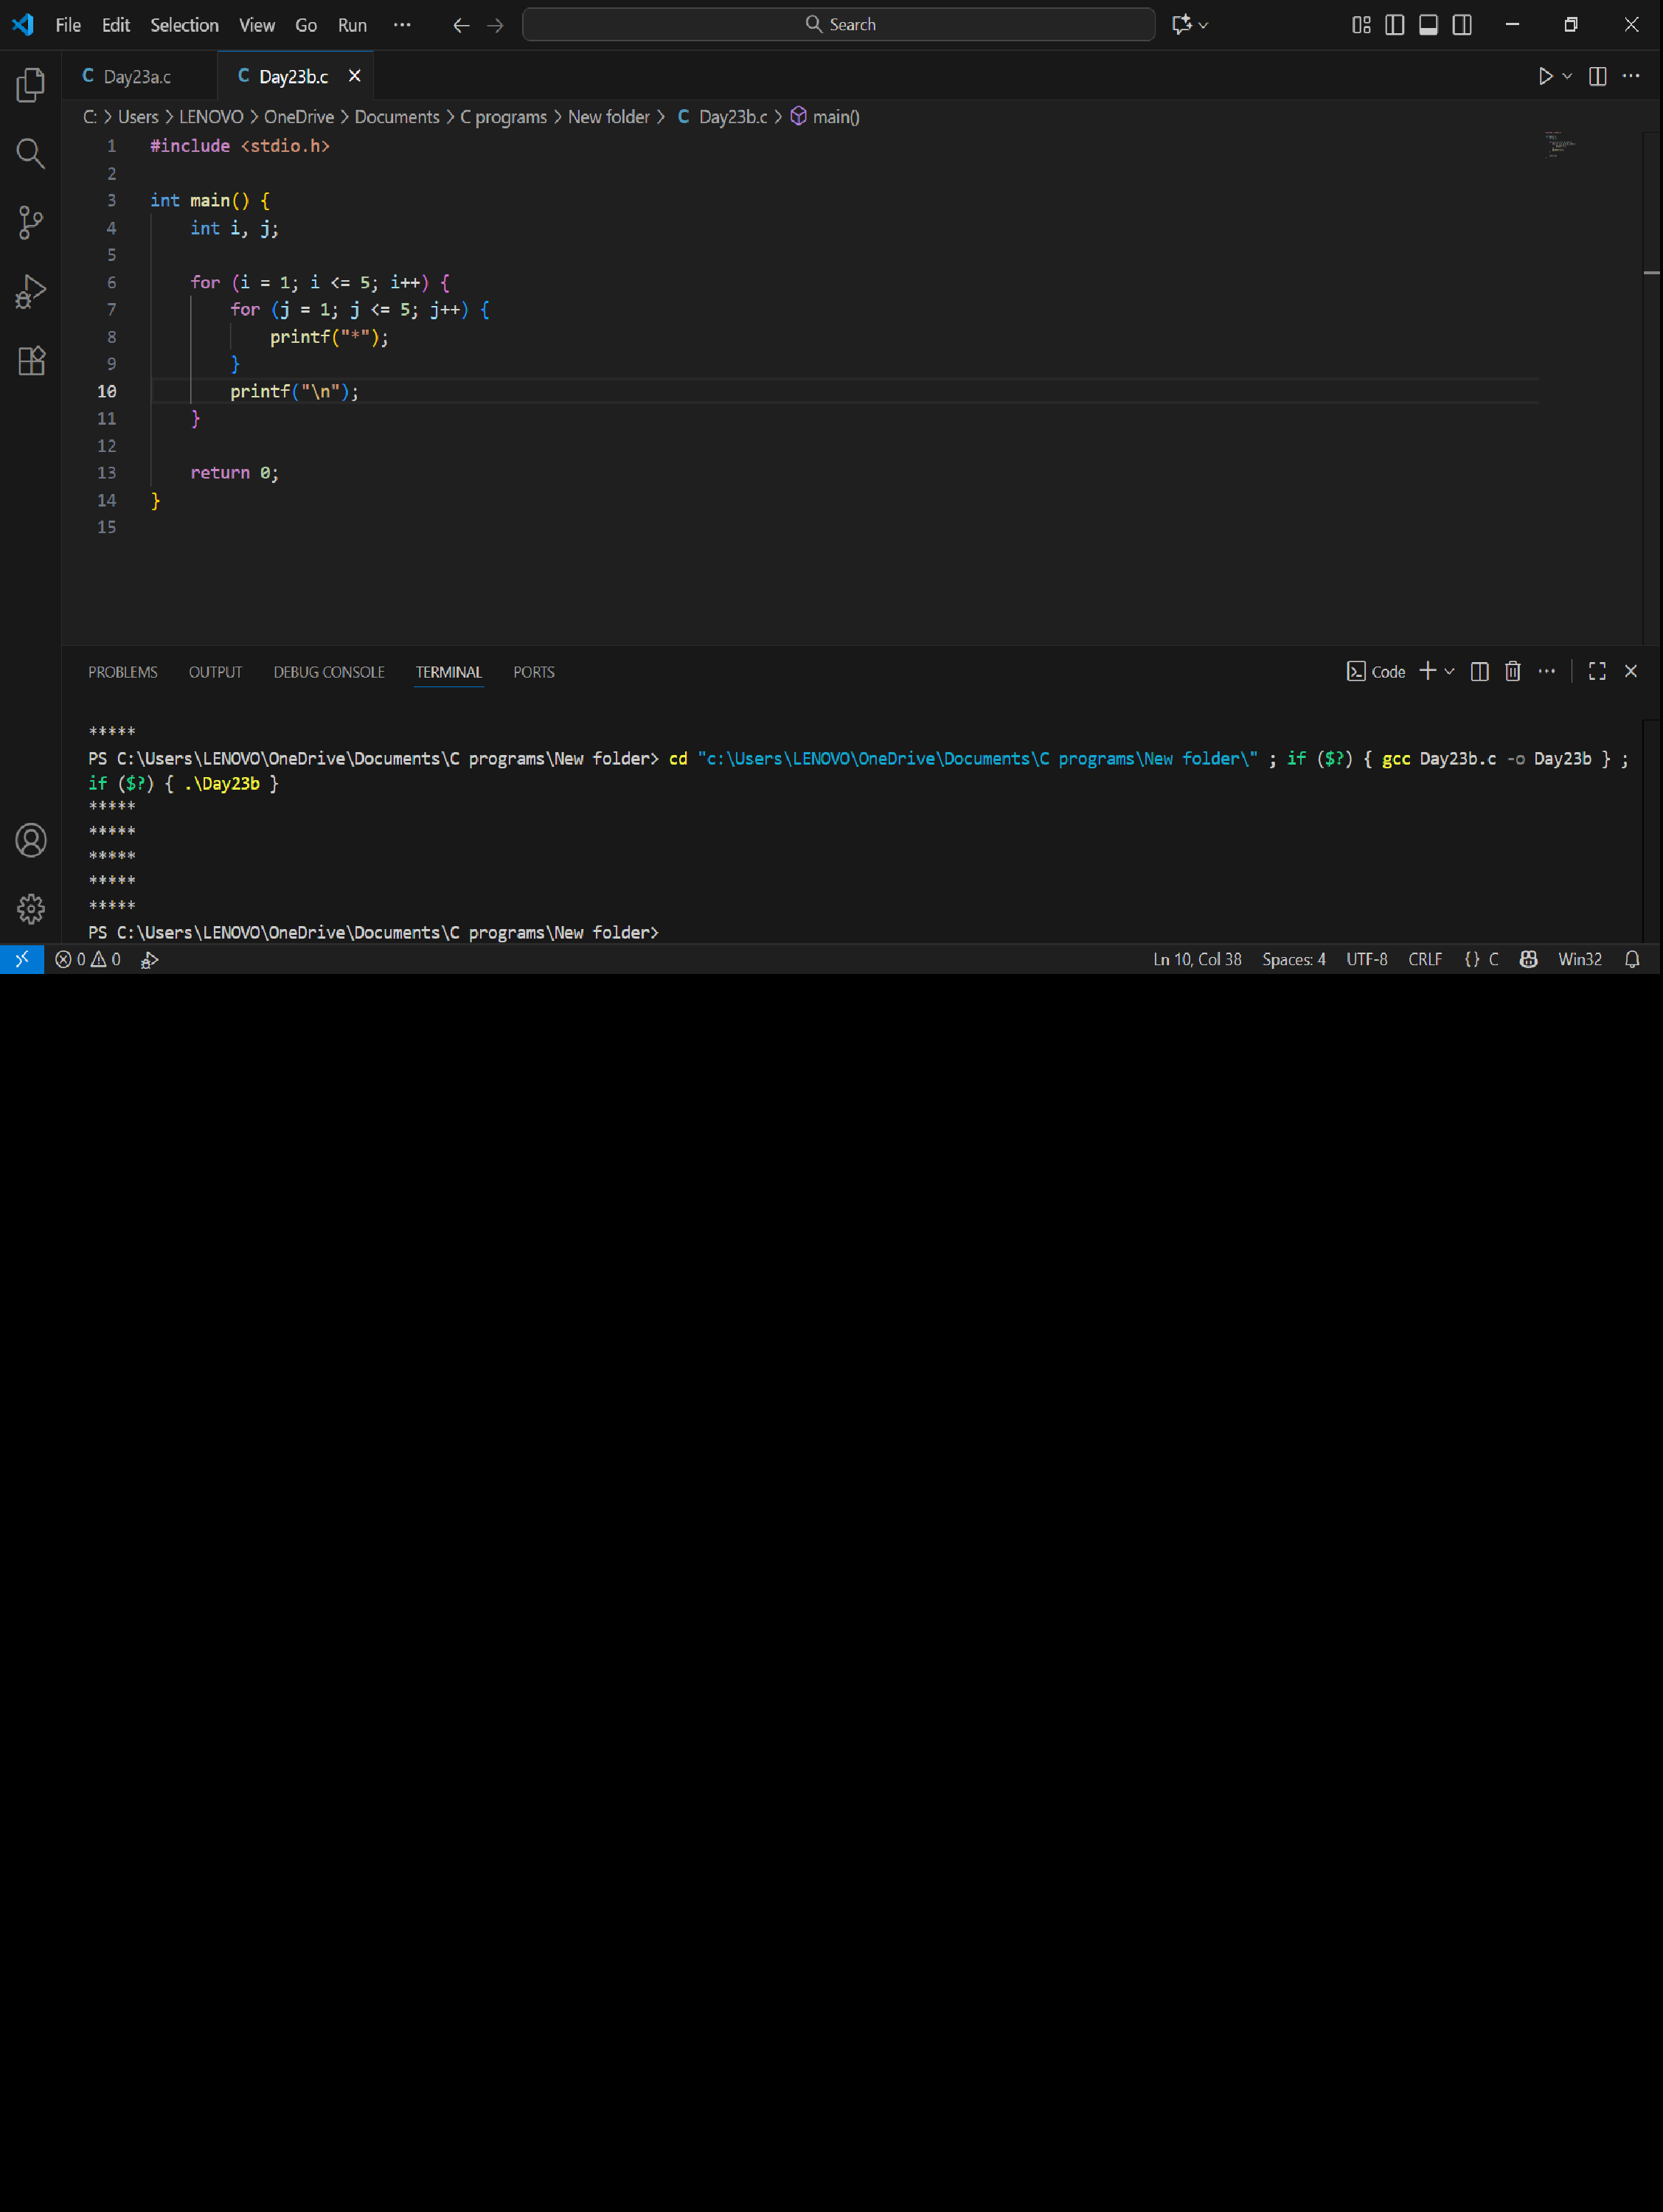 File Edit Selection View Go Run ··· Search
C Day23a.c C Day23b.c
C: > Users > LENOVO > OneDrive > Documents > C programs > New folder > C Day23b.c > main()
1 #include <stdio.h>
2
3 int main() {
4     int i, j;
5
6     for (i = 1; i <= 5; i++) {
7         for (j = 1; j <= 5; j++) {
8             printf("*");
9         }
10         printf("\n");
11     }
12
13     return 0;
14 }
15
PROBLEMS OUTPUT DEBUG CONSOLE TERMINAL PORTS Code
*****
PS C:\Users\LENOVO\OneDrive\Documents\C programs\New folder> cd "c:\Users\LENOVO\OneDrive\Documents\C programs\New folder\" ; if ($?) { gcc Day23b.c -o Day23b } ;
if ($?) { .\Day23b }
*****
*****
*****
*****
*****
PS C:\Users\LENOVO\OneDrive\Documents\C programs\New folder>
0 0 Ln 10, Col 38 Spaces: 4 UTF-8 CRLF {} C Win32